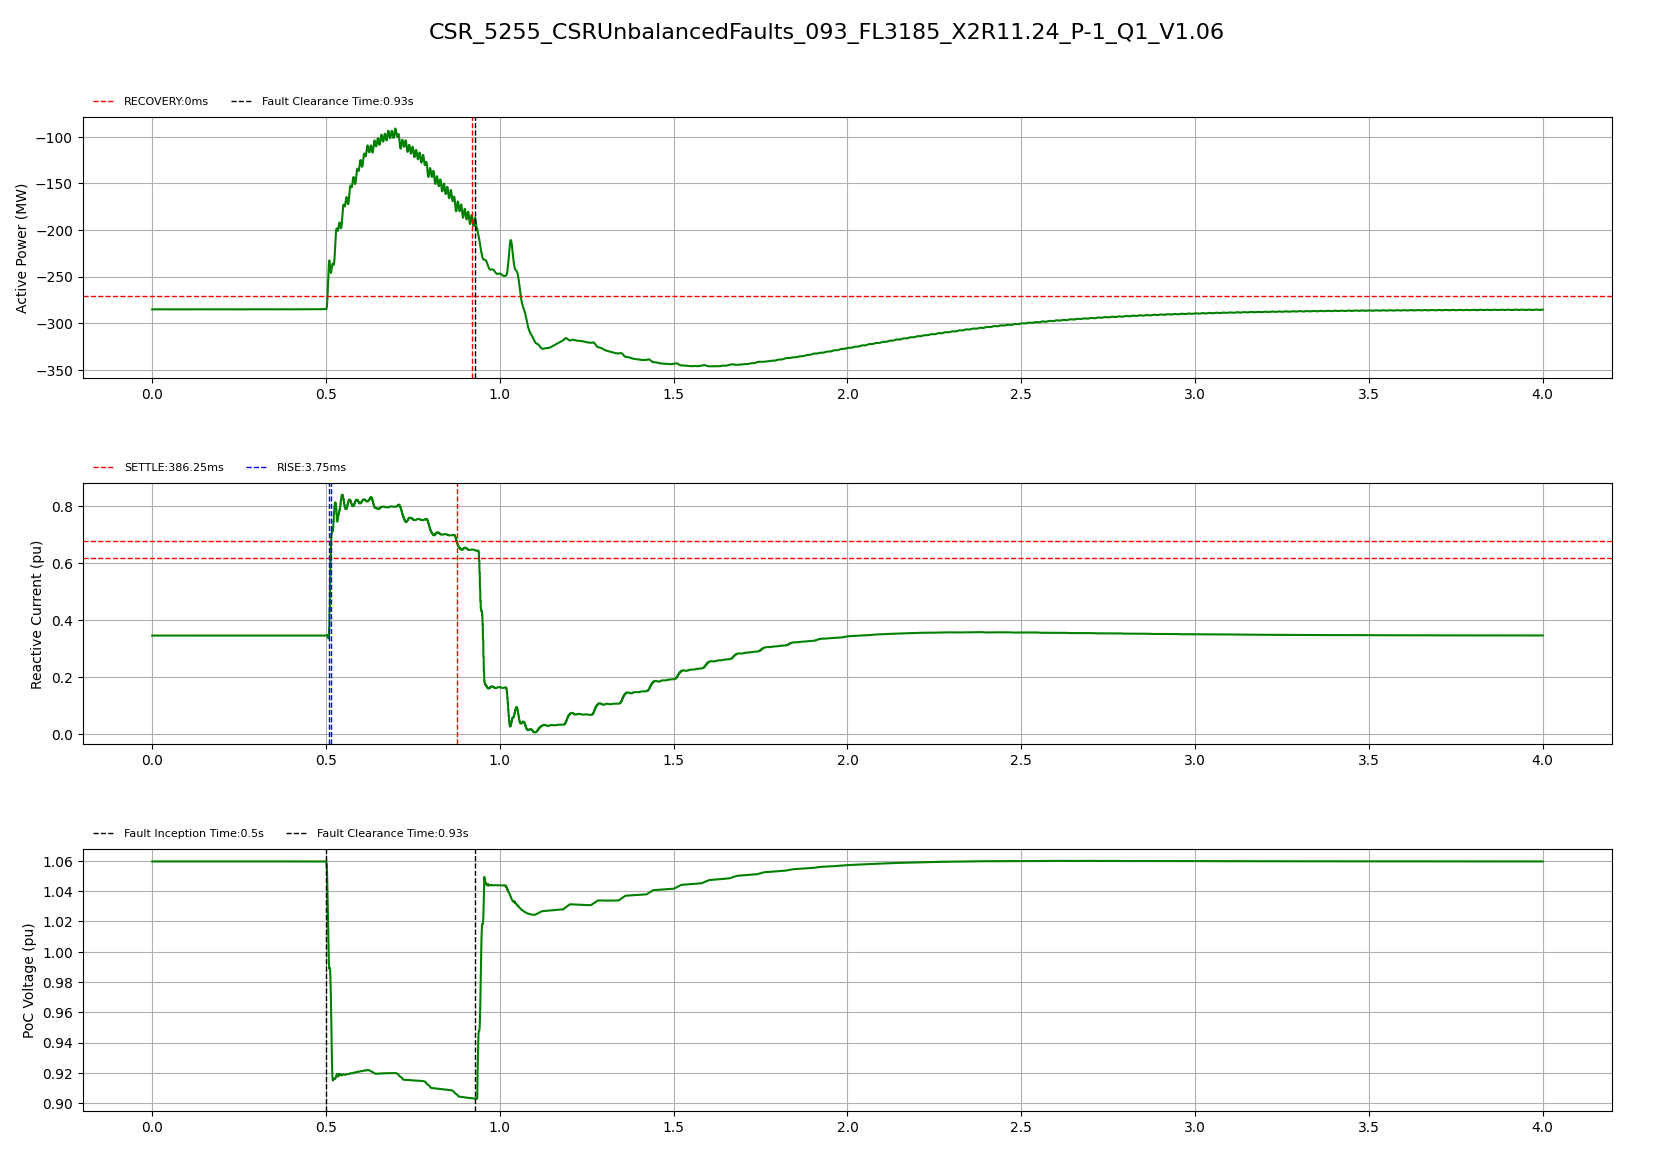 CSR_5255_CSRUnbalancedFaults_093_FL3185_X2R11.24_P-1_Q1_V1.06
RECOVERY:0ms Fault Clearance Time:0.93s
Active Power (MW)
−100
−150
−200
−250
−300
−350
0.0 0.5 1.0 1.5 2.0 2.5 3.0 3.5 4.0
SETTLE:386.25ms RISE:3.75ms
Reactive Current (pu)
0.8
0.6
0.4
0.2
0.0
0.0 0.5 1.0 1.5 2.0 2.5 3.0 3.5 4.0
Fault Inception Time:0.5s Fault Clearance Time:0.93s
PoC Voltage (pu)
1.06
1.04
1.02
1.00
0.98
0.96
0.94
0.92
0.90
0.0 0.5 1.0 1.5 2.0 2.5 3.0 3.5 4.0